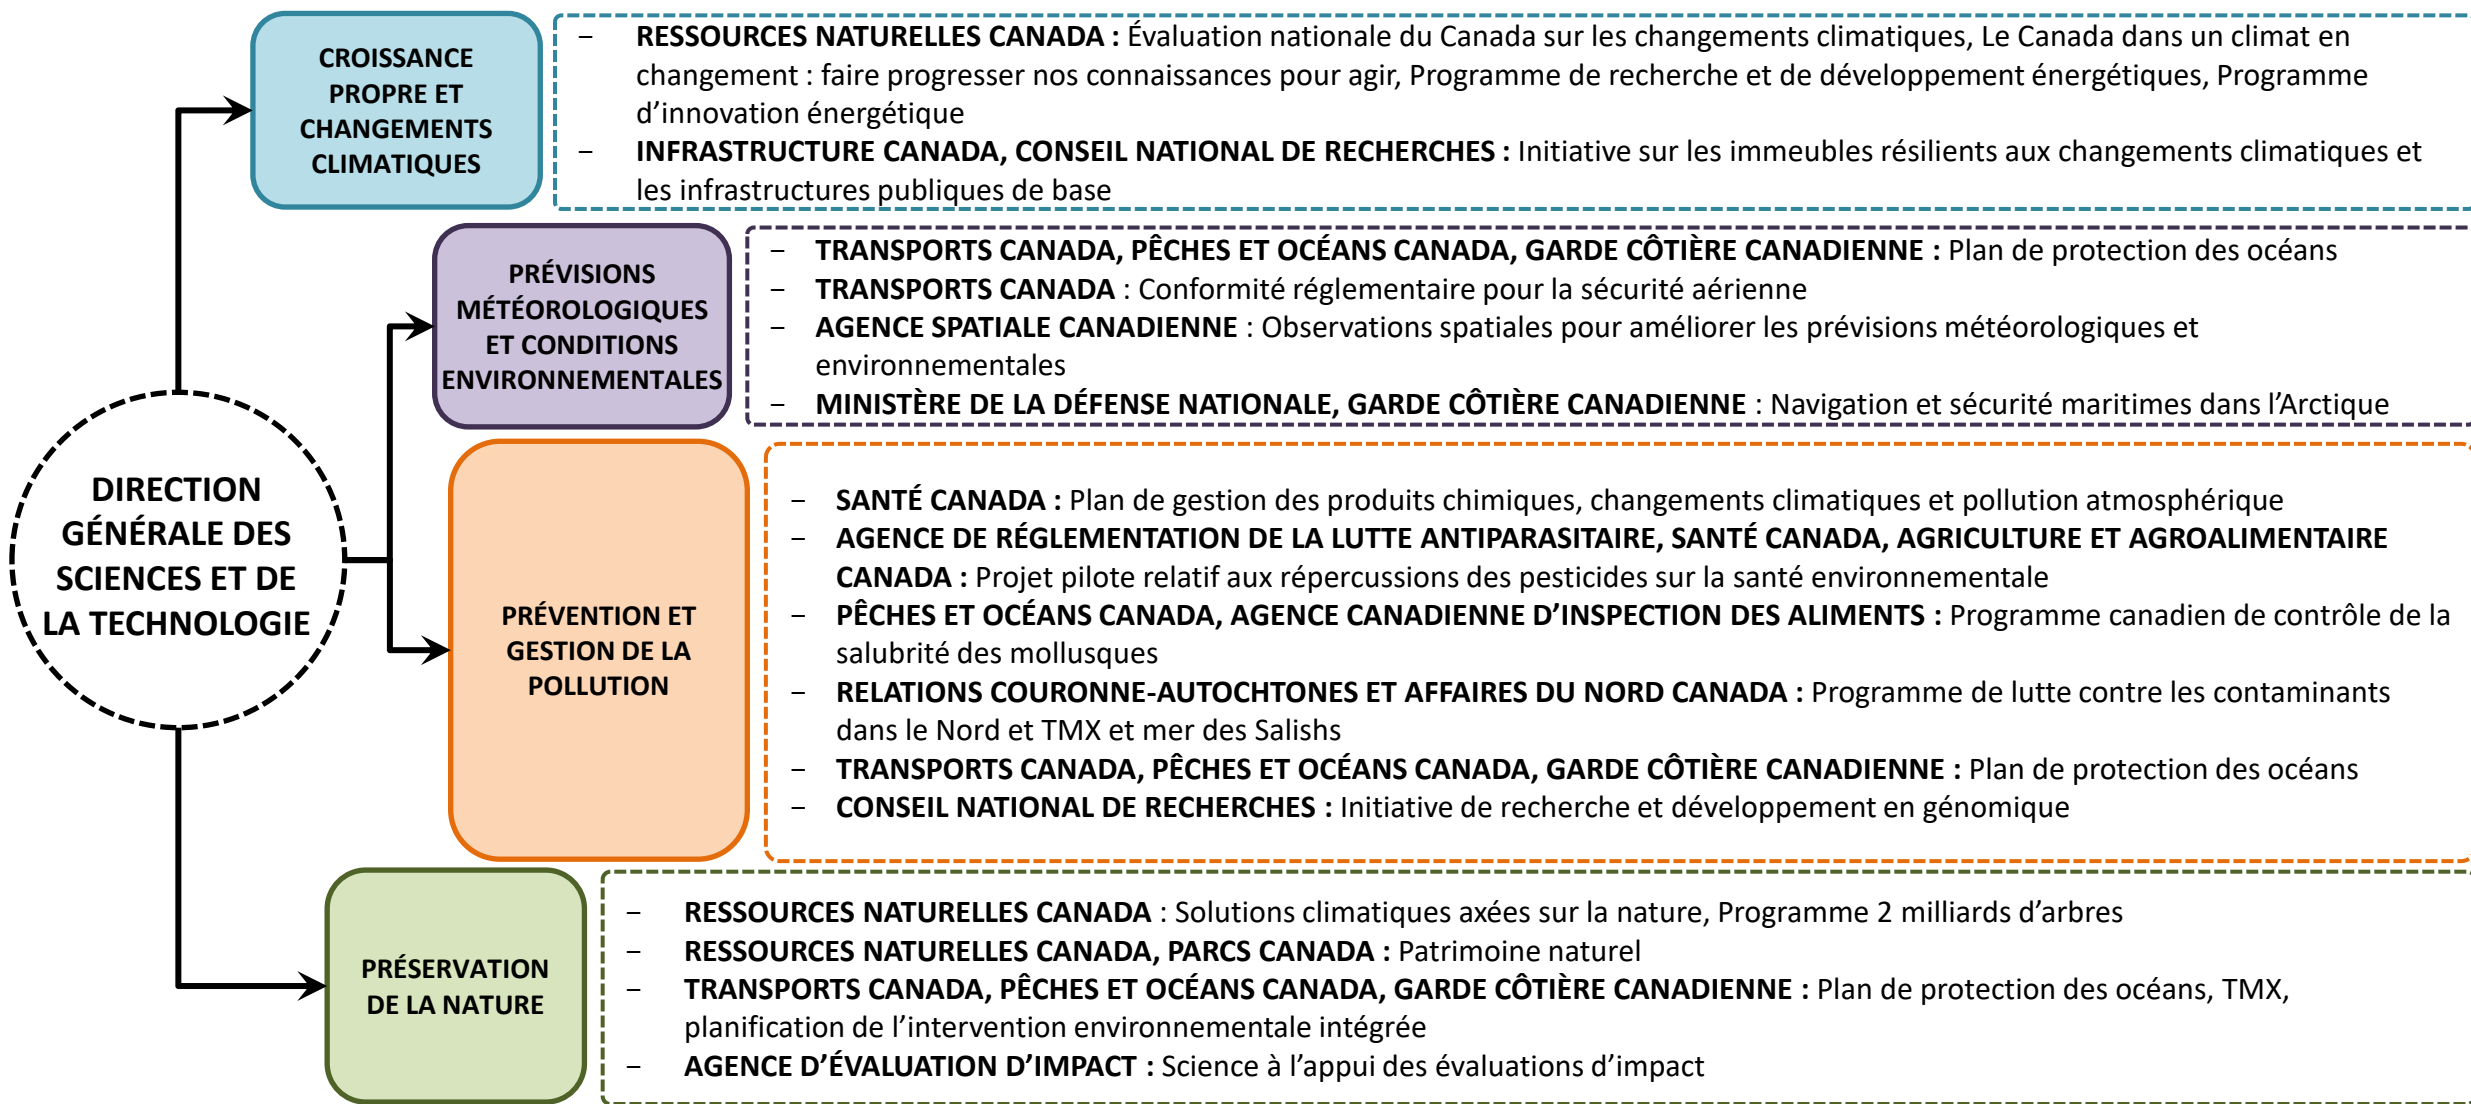 CROISSANCE
PROPRE ET
CHANGEMENTS
CLIMATIQUES
– RESSOURCES NATURELLES CANADA : Évaluation nationale du Canada sur les changements climatiques, Le Canada dans un climat en
changement : faire progresser nos connaissances pour agir, Programme de recherche et de développement énergétiques, Programme
d’innovation énergétique
– INFRASTRUCTURE CANADA, CONSEIL NATIONAL DE RECHERCHES : Initiative sur les immeubles résilients aux changements climatiques et
les infrastructures publiques de base
PRÉVISIONS
MÉTÉOROLOGIQUES
ET CONDITIONS
ENVIRONNEMENTALES
– TRANSPORTS CANADA, PÊCHES ET OCÉANS CANADA, GARDE CÔTIÈRE CANADIENNE : Plan de protection des océans
– TRANSPORTS CANADA : Conformité réglementaire pour la sécurité aérienne
– AGENCE SPATIALE CANADIENNE : Observations spatiales pour améliorer les prévisions météorologiques et
environnementales
– MINISTÈRE DE LA DÉFENSE NATIONALE, GARDE CÔTIÈRE CANADIENNE : Navigation et sécurité maritimes dans l’Arctique
DIRECTION
GÉNÉRALE DES
SCIENCES ET DE
LA TECHNOLOGIE
PRÉVENTION ET
GESTION DE LA
POLLUTION
– SANTÉ CANADA : Plan de gestion des produits chimiques, changements climatiques et pollution atmosphérique
– AGENCE DE RÉGLEMENTATION DE LA LUTTE ANTIPARASITAIRE, SANTÉ CANADA, AGRICULTURE ET AGROALIMENTAIRE
CANADA : Projet pilote relatif aux répercussions des pesticides sur la santé environnementale
– PÊCHES ET OCÉANS CANADA, AGENCE CANADIENNE D’INSPECTION DES ALIMENTS : Programme canadien de contrôle de la
salubrité des mollusques
– RELATIONS COURONNE-AUTOCHTONES ET AFFAIRES DU NORD CANADA : Programme de lutte contre les contaminants
dans le Nord et TMX et mer des Salishs
– TRANSPORTS CANADA, PÊCHES ET OCÉANS CANADA, GARDE CÔTIÈRE CANADIENNE : Plan de protection des océans
– CONSEIL NATIONAL DE RECHERCHES : Initiative de recherche et développement en génomique
PRÉSERVATION
DE LA NATURE
– RESSOURCES NATURELLES CANADA : Solutions climatiques axées sur la nature, Programme 2 milliards d’arbres
– RESSOURCES NATURELLES CANADA, PARCS CANADA : Patrimoine naturel
– TRANSPORTS CANADA, PÊCHES ET OCÉANS CANADA, GARDE CÔTIÈRE CANADIENNE : Plan de protection des océans, TMX,
planification de l’intervention environnementale intégrée
– AGENCE D’ÉVALUATION D’IMPACT : Science à l’appui des évaluations d’impact